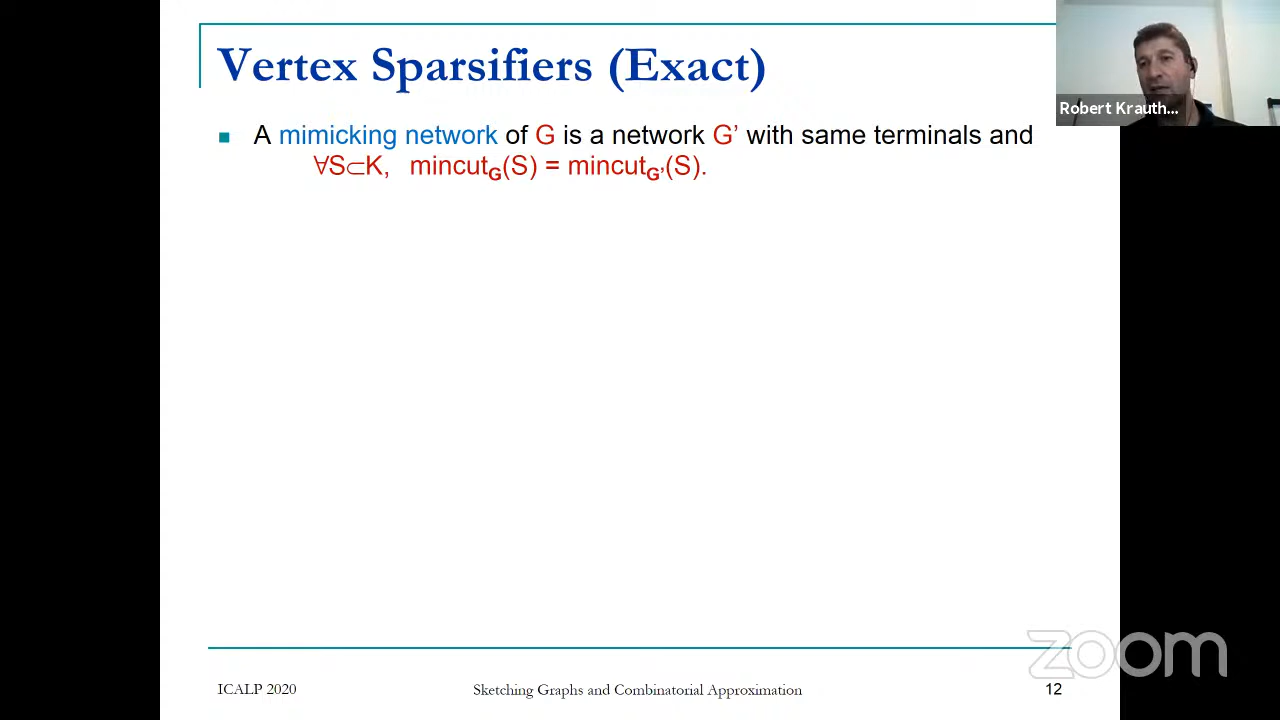 Vertex Sparsifiers (Exact)
Robert Krauth...
■ A mimicking network of G is a network G’ with same terminals and
∀S⊂K, mincutG(S) = mincutG’(S).
zoom
ICALP 2020
Sketching Graphs and Combinatorial Approximation
12